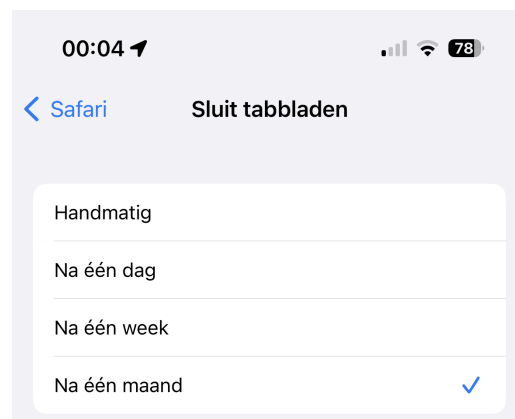 00:04
78
Safari
Sluit tabbladen
Handmatig
Na één dag
Na één week
Na één maand